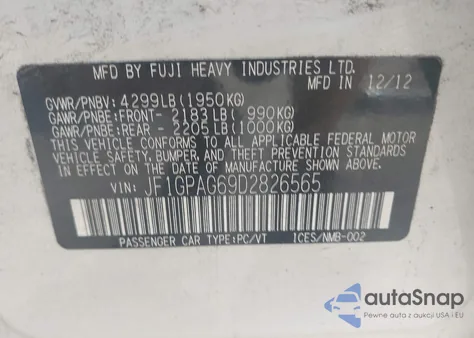 MFD BY FUJI HEAVY INDUSTRIES LTD.
MFD IN 12/12
GVWR/PNBV: 4299LB(1950KG)
GAWR/PNBE:FRONT- 2183LB( 990KG)
GAWR/PNBE:REAR - 2205LB(1000KG)
THIS VEHICLE CONFORMS TO ALL APPLICABLE FEDERAL MOTOR
VEHICLE SAFETY, BUMPER, AND THEFT PREVENTION STANDARDS
IN EFFECT ON THE DATE OF MANUFACTURE SHOWN ABOVE.
VIN: JF1GPAG69D2826565
PASSENGER CAR TYPE:PC/VT ICES/NMB-002
autoSnap
Pewne auta z aukcji USA i EU